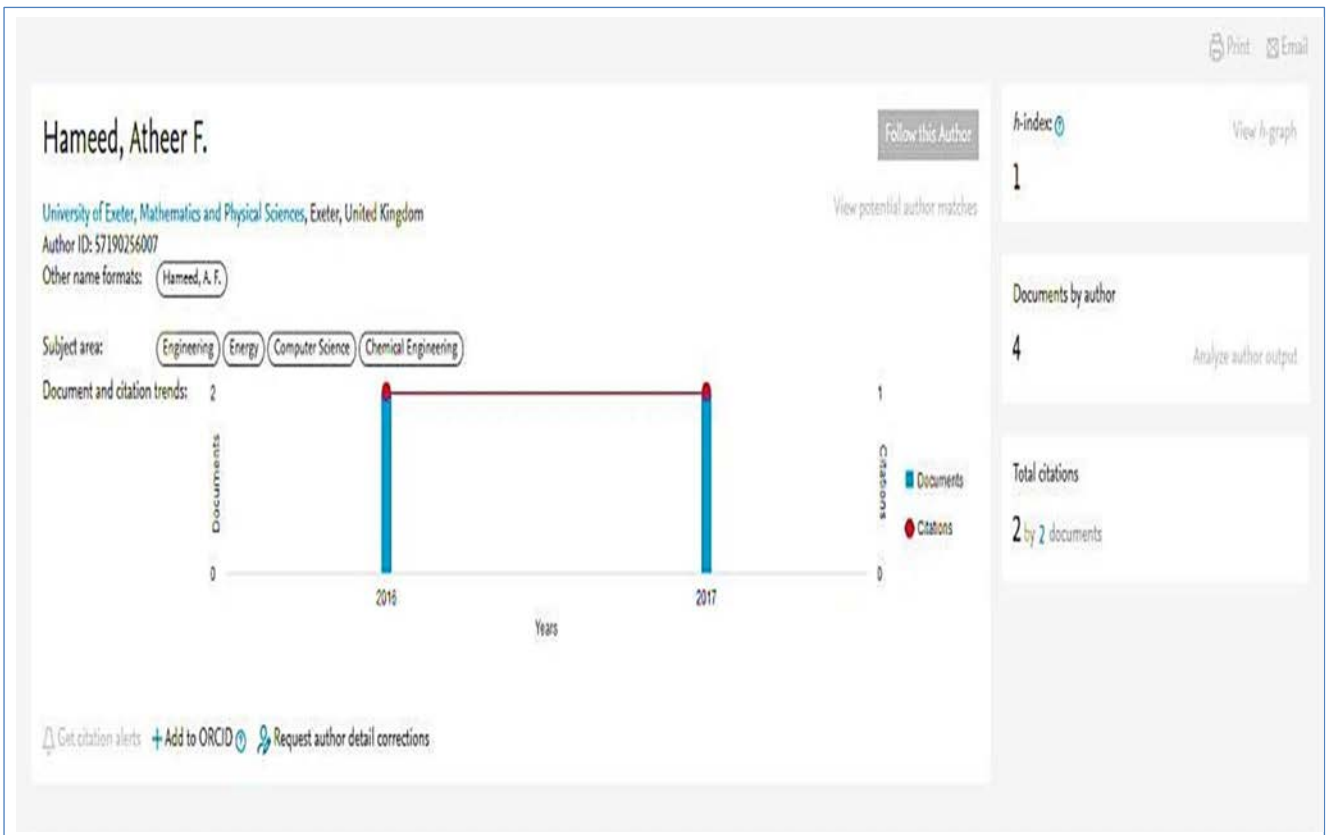 Print Email
Hameed, Atheer F.
Follow this Author
University of Exeter, Mathematics and Physical Sciences, Exeter, United Kingdom
View potential author matches
Author ID: 57190256007
Other name formats: Hameed, A. F.
Subject area: Engineering Energy Computer Science Chemical Engineering
Document and citation trends:
2
1
Documents
Citations
Documents
Citations
0
0
2016
2017
Years
Get citation alerts Add to ORCID Request author detail corrections
h-index:
View h-graph
1
Documents by author
4
Analyze author output
Total citations
2 by 2 documents